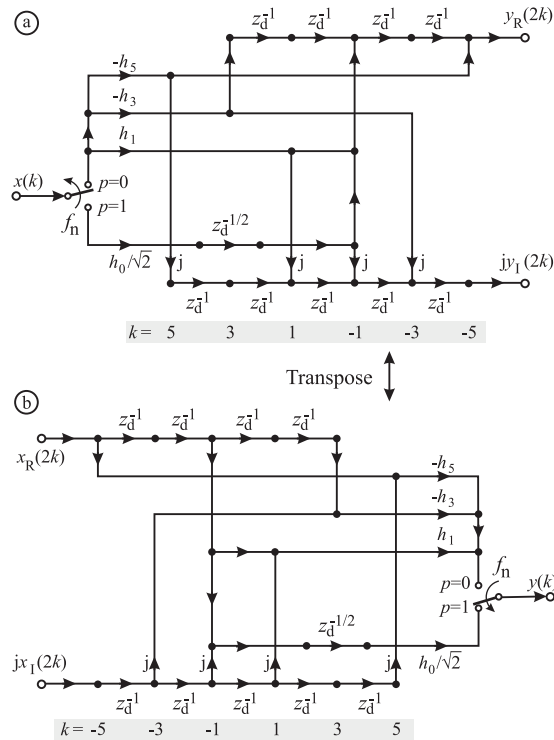 a
z_d^-1 z_d^-1 z_d^-1 z_d^-1 y_R(2k)
-h_5
-h_3
h_1
x(k) p=0
f_n p=1
z_d^-1/2
h_0/√2 j j j j jy_I(2k)
z_d^-1 z_d^-1 z_d^-1 z_d^-1 z_d^-1
k = 5 3 1 -1 -3 -5
Transpose
b
z_d^-1 z_d^-1 z_d^-1 z_d^-1
x_R(2k)
-h_5
-h_3
h_1
p=0 f_n y(k)
p=1
z_d^-1/2
jx_I(2k) j j j j h_0/√2
z_d^-1 z_d^-1 z_d^-1 z_d^-1 z_d^-1
k = -5 -3 -1 1 3 5